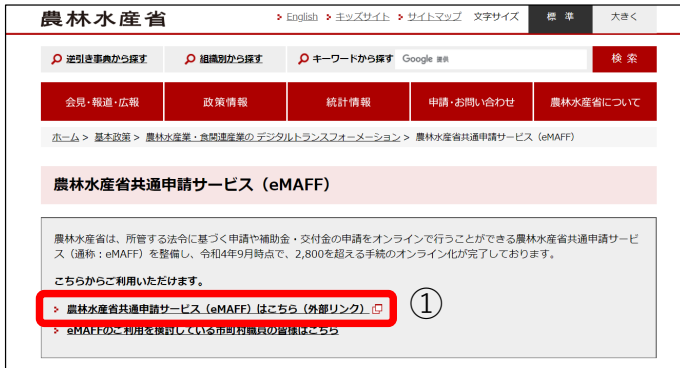 農林水産省
English キッズサイト サイトマップ 文字サイズ 標準 大きく
逆引き事典から探す 組織別から探す キーワードから探す Google 提供 検索
会見・報道・広報 政策情報 統計情報 申請・お問い合わせ 農林水産省について
ホーム > 基本政策 > 農林水産業・食関連産業の デジタルトランスフォーメーション > 農林水産省共通申請サービス（eMAFF）
農林水産省共通申請サービス（eMAFF）
農林水産省は、所管する法令に基づく申請や補助金・交付金の申請をオンラインで行うことができる農林水産省共通申請サービ
ス（通称：eMAFF）を整備し、令和4年9月時点で、2,800を超える手続のオンライン化が完了しております。
こちらからご利用いただけます。
農林水産省共通申請サービス（eMAFF）はこちら（外部リンク） ①
eMAFFのご利用を検討している市町村職員の皆様はこちら